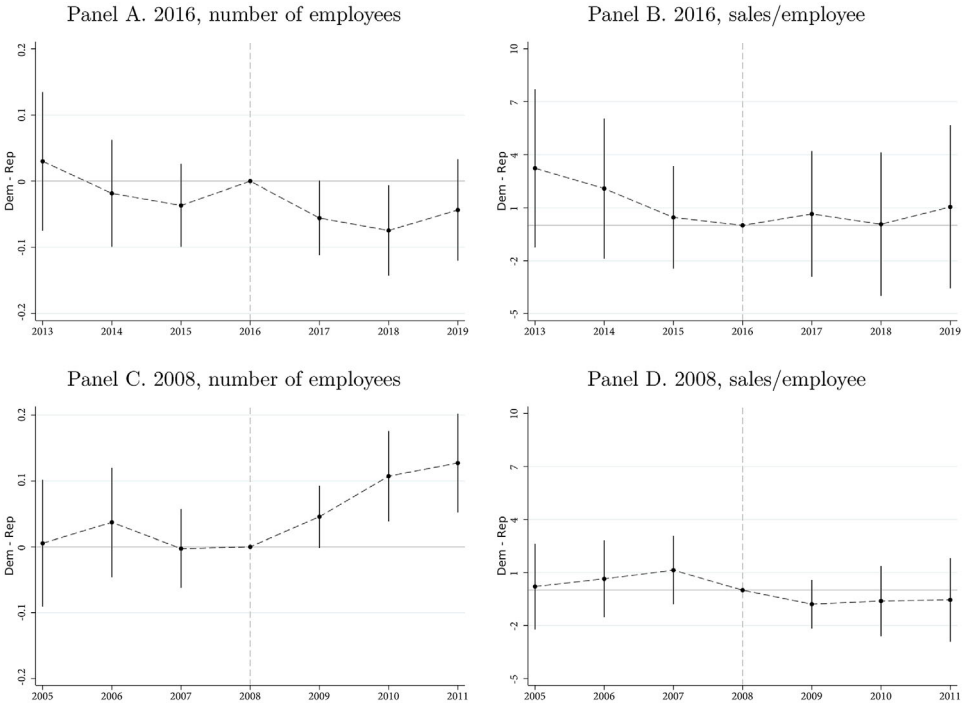 Panel A. 2016, number of employees
0.2
0.1
0
-0.1
-0.2
Dem - Rep
2013 2014 2015 2016 2017 2018 2019
Panel B. 2016, sales/employee
10
7
4
1
-2
-5
Dem - Rep
2013 2014 2015 2016 2017 2018 2019
Panel C. 2008, number of employees
0.2
0.1
0
-0.1
-0.2
Dem - Rep
2005 2006 2007 2008 2009 2010 2011
Panel D. 2008, sales/employee
10
7
4
1
-2
-5
Dem - Rep
2005 2006 2007 2008 2009 2010 2011